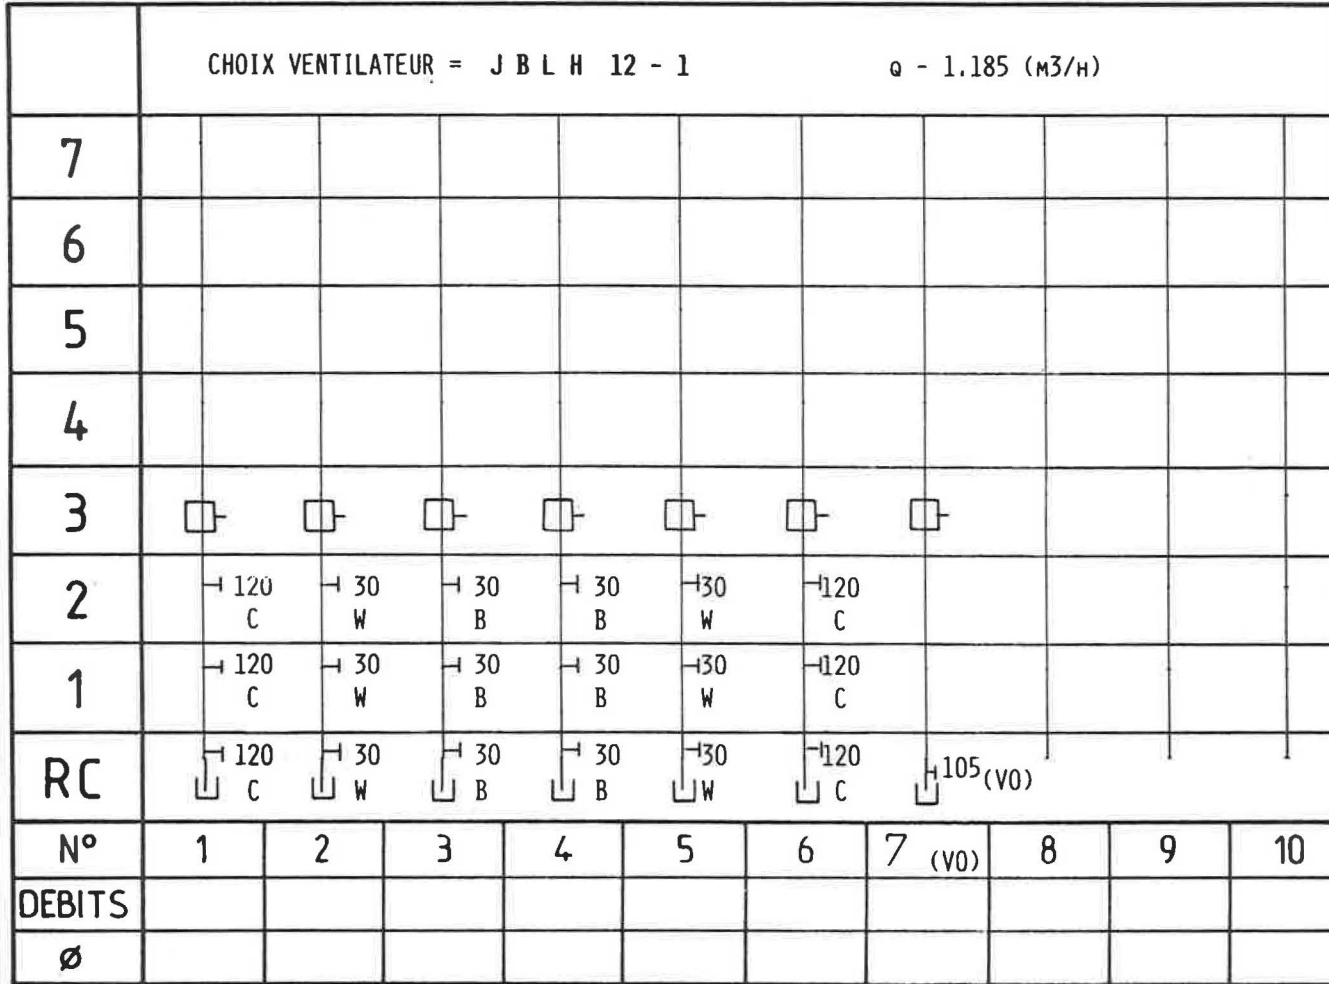 CHOIX VENTILATEUR = J B L H 12 - 1 Q - 1.185 (M3/H)
7
6
5
4
3
2 120 30 30 30 30 120
C W B B W C
1 120 30 30 30 30 120
C W B B W C
RC 120 30 30 30 30 120 105(VO)
C W B B W C
N° 1 2 3 4 5 6 7 (VO) 8 9 10
DEBITS
Ø